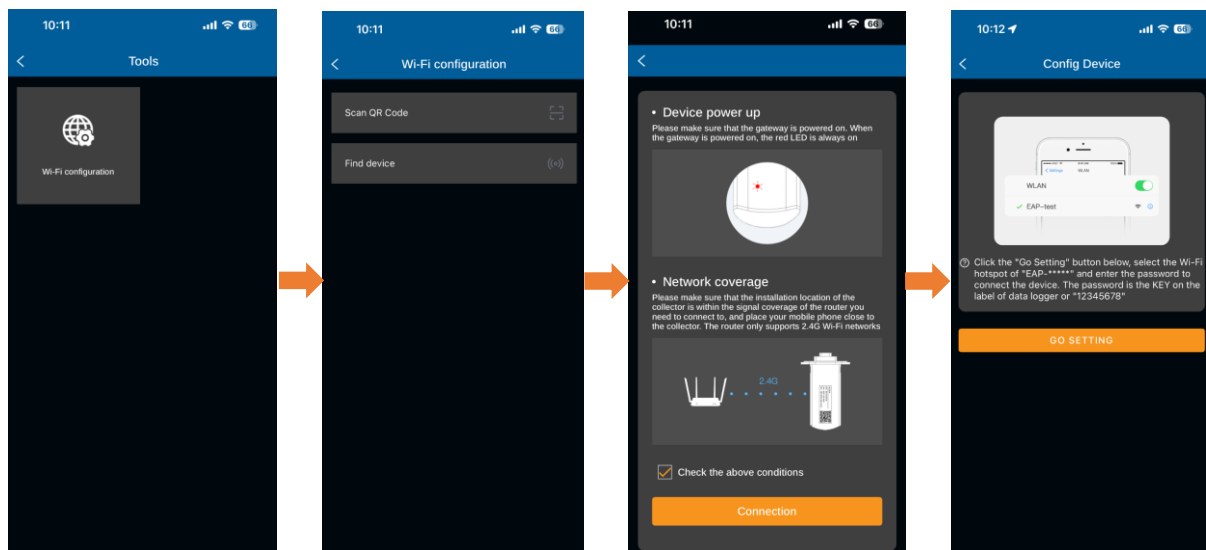 10:11
66
Tools
Wi-Fi configuration
10:11
66
Wi-Fi configuration
Scan QR Code
Find device
10:11
66
• Device power up
Please make sure that the gateway is powered on. When
the gateway is powered on, the red LED is always on
• Network coverage
Please make sure that the installation location of the
collector is within the signal coverage of the router you
need to connect to, and place your mobile phone close to
the collector. The router only supports 2.4G Wi-Fi networks
2.4G
Check the above conditions
Connection
10:12
66
Config Device
Settings
WLAN
WLAN
EAP-test
Click the "Go Setting" button below, select the Wi-Fi
hotspot of "EAP-*****" and enter the password to
connect the device. The password is the KEY on the
label of data logger or "12345678"
GO SETTING